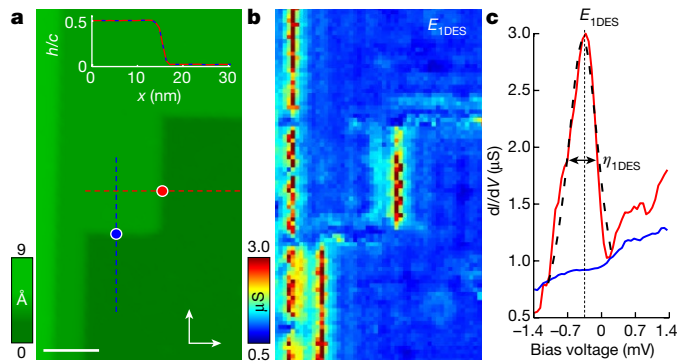 a
h/c
0.5
0
0 10 20 30
x (nm)
9
Å
0
b
E1DES
3.0
μS
0.5
c
E1DES
3.0
2.5
2.0
1.5
1.0
0.5
dI/dV (μS)
η1DES
−1.4 −0.7 0 0.7 1.4
Bias voltage (mV)